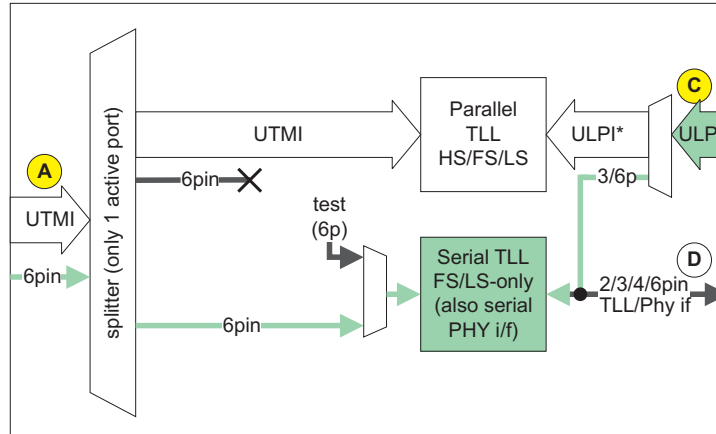 C
Parallel
TLL
HS/FS/LS
UTMI
ULPI*
ULP
A
6pin
3/6p
UTMI
test
(6p)
splitter (only 1 active port)
D
Serial TLL
FS/LS-only
(also serial
PHY i/f)
2/3/4/6pin
TLL/Phy if
6pin
6pin